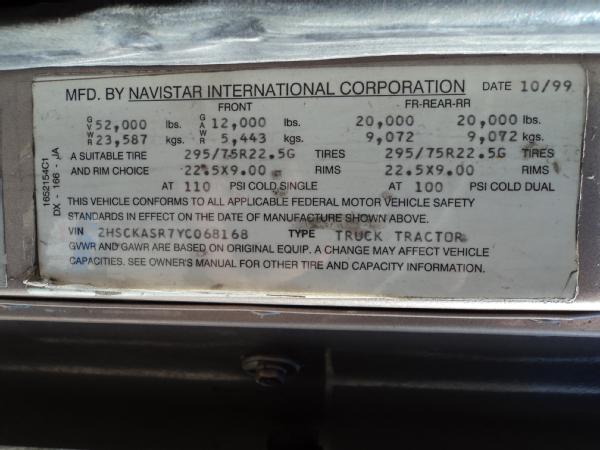 MFD. BY NAVISTAR INTERNATIONAL CORPORATION DATE 10/99
FRONT FR-REAR-RR
GVWR 52,000 lbs. GAWR 12,000 lbs. 20,000 20,000 lbs.
23,587 kgs. 5,443 kgs. 9,072 9,072 kgs.
A SUITABLE TIRE 295/75R22.5G TIRES 295/75R22.5G TIRES
AND RIM CHOICE 22.5X9.00 RIMS 22.5X9.00 RIMS
AT 110 PSI COLD SINGLE AT 100 PSI COLD DUAL
THIS VEHICLE CONFORMS TO ALL APPLICABLE FEDERAL MOTOR VEHICLE SAFETY
STANDARDS IN EFFECT ON THE DATE OF MANUFACTURE SHOWN ABOVE.
VIN 2HSCKASR7YC068168 TYPE TRUCK TRACTOR
GVWR AND GAWR ARE BASED ON ORIGINAL EQUIP. A CHANGE MAY AFFECT VEHICLE
CAPACITIES. SEE OWNER'S MANUAL FOR OTHER TIRE AND CAPACITY INFORMATION.
1652154C1
DX - 166 - JA